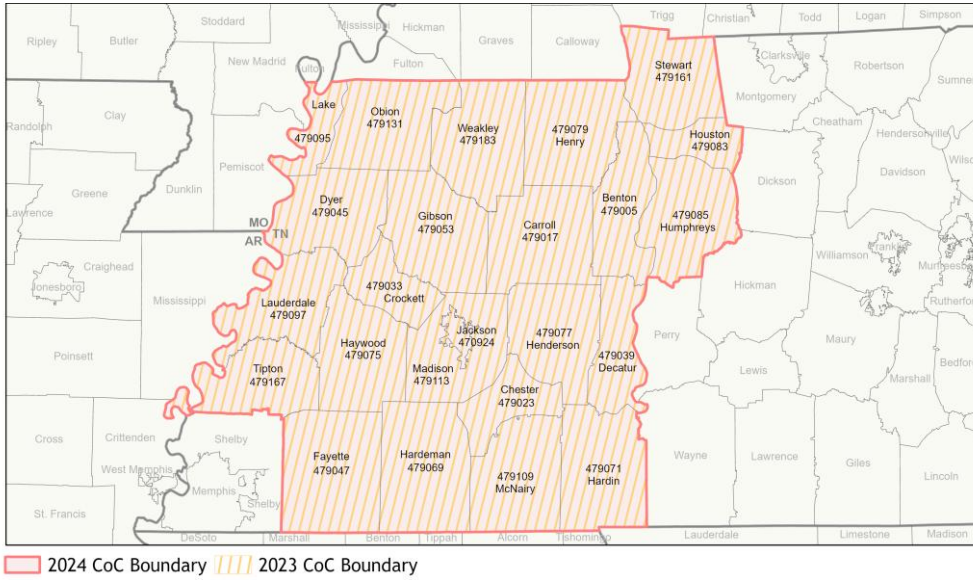 Stoddard
Mississippi
Hickman
Trigg
Christian
Todd
Logan
Simpson
Ripley
Butler
Graves
Calloway
New Madrid
Fulton
Fulton
Stewart
479161
Clarksville
Robertson
Montgomery
Clay
Lake
479095
Obion
479131
Weakley
479183
479079
Henry
Houston
479083
Cheatham
Hendersonville
Randolph
Pemiscot
Dunklin
Greene
Lawrence
Dickson
Davidson
Dyer
479045
Gibson
479053
Carroll
479017
Benton
479005
479085
Humphreys
MO
TN
AR
Craighead
Jonesboro
Mississippi
Williamson
Hickman
Lauderdale
479097
479033
Crockett
Jackson
470924
479077
Henderson
479039
Decatur
Perry
Maury
Poinsett
Haywood
479075
Madison
479113
Tipton
479167
Chester
479023
Lewis
Marshall
Cross
Crittenden
Shelby
West Memphis
Memphis
Shelby
Fayette
479047
Hardeman
479069
479109
McNairy
479071
Hardin
Wayne
Lawrence
Giles
Lincoln
St. Francis
DeSoto
Marshall
Benton
Tippah
Alcorn
Tishomingo
Lauderdale
Limestone
Madison
2024 CoC Boundary
2023 CoC Boundary